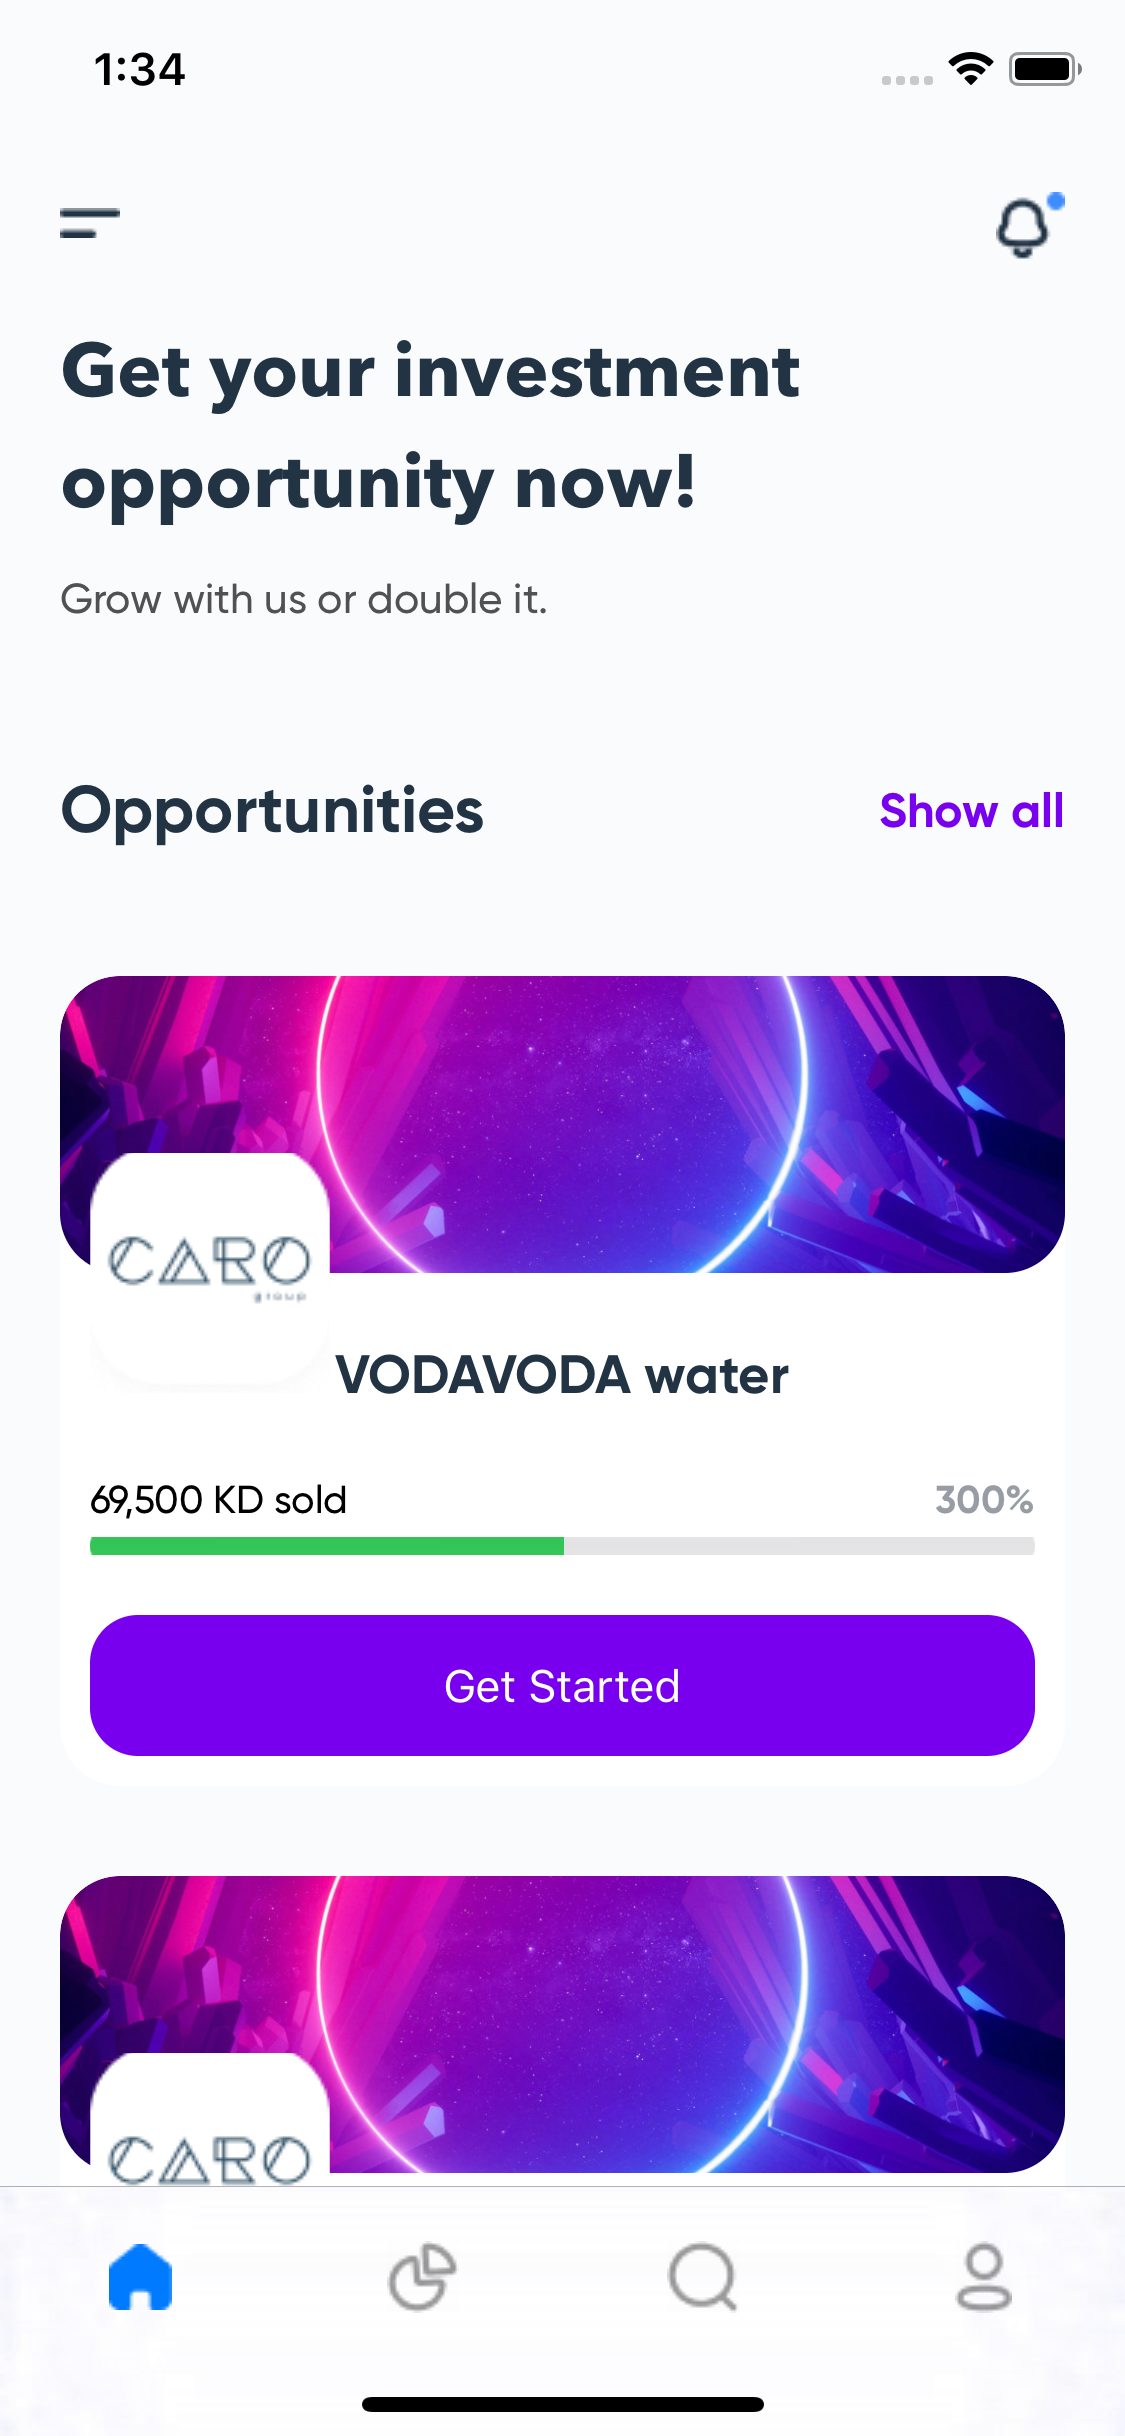 1:34
Get your investment
opportunity now!
Grow with us or double it.
Opportunities
Show all
CARO
group
VODAVODA water
69,500 KD sold
300%
Get Started
CARO